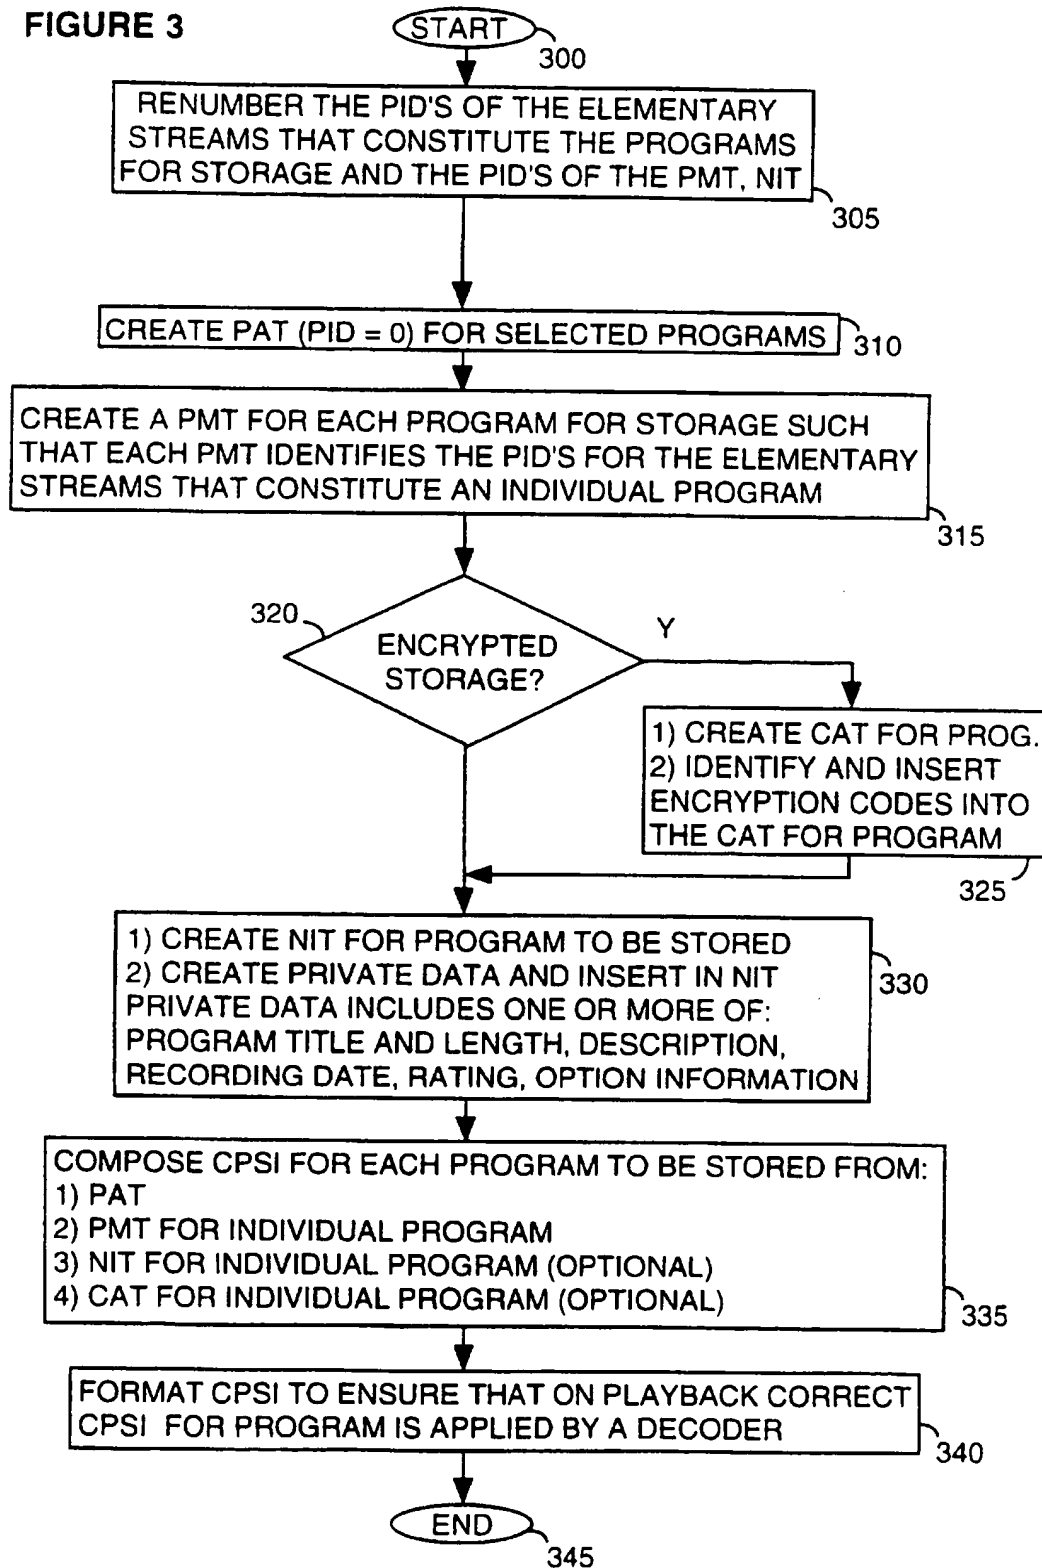 FIGURE 3
START
300
RENUMBER THE PID'S OF THE ELEMENTARY
STREAMS THAT CONSTITUTE THE PROGRAMS
FOR STORAGE AND THE PID'S OF THE PMT, NIT
305
CREATE PAT (PID = 0) FOR SELECTED PROGRAMS
310
CREATE A PMT FOR EACH PROGRAM FOR STORAGE SUCH
THAT EACH PMT IDENTIFIES THE PID'S FOR THE ELEMENTARY
STREAMS THAT CONSTITUTE AN INDIVIDUAL PROGRAM
315
320
ENCRYPTED
STORAGE?
Y
1) CREATE CAT FOR PROG.
2) IDENTIFY AND INSERT
ENCRYPTION CODES INTO
THE CAT FOR PROGRAM
325
1) CREATE NIT FOR PROGRAM TO BE STORED
2) CREATE PRIVATE DATA AND INSERT IN NIT
PRIVATE DATA INCLUDES ONE OR MORE OF:
PROGRAM TITLE AND LENGTH, DESCRIPTION,
RECORDING DATE, RATING, OPTION INFORMATION
330
COMPOSE CPSI FOR EACH PROGRAM TO BE STORED FROM:
1) PAT
2) PMT FOR INDIVIDUAL PROGRAM
3) NIT FOR INDIVIDUAL PROGRAM (OPTIONAL)
4) CAT FOR INDIVIDUAL PROGRAM (OPTIONAL)
335
FORMAT CPSI TO ENSURE THAT ON PLAYBACK CORRECT
CPSI FOR PROGRAM IS APPLIED BY A DECODER
340
END
345